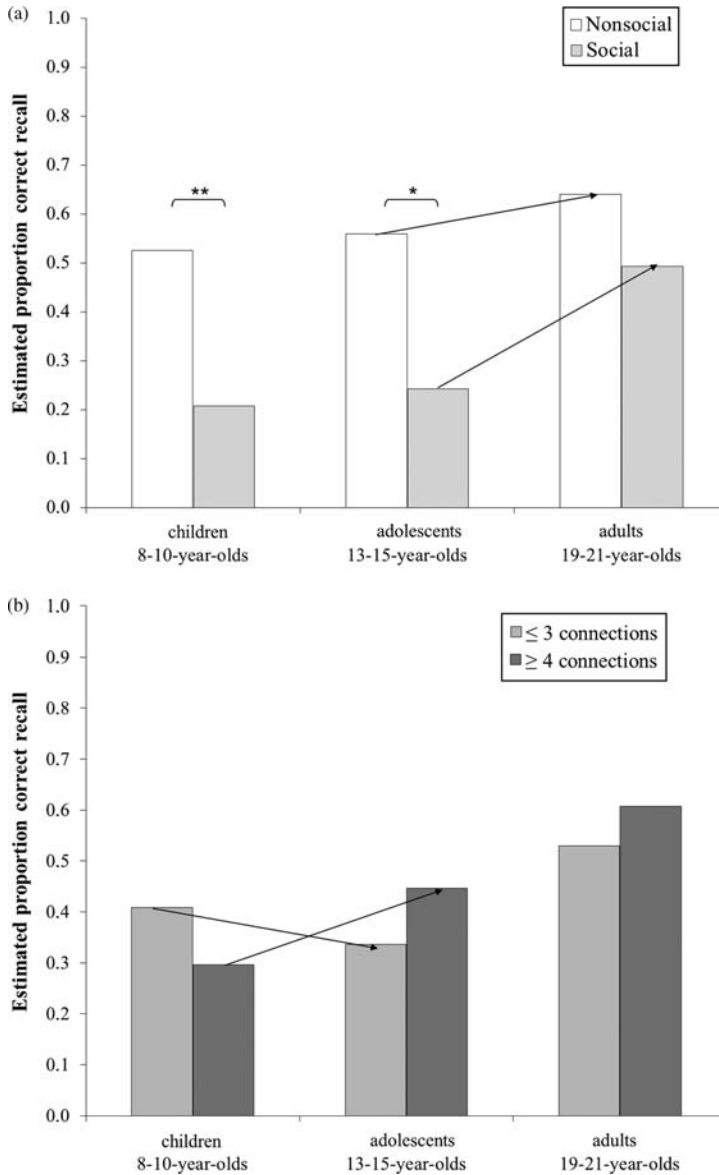 (a)
1.0
Nonsocial
Social
0.9
0.8
0.7
** *
0.6
0.5
0.4
0.3
0.2
0.1
0.0
Estimated proportion correct recall
children adolescents adults
8-10-year-olds 13-15-year-olds 19-21-year-olds
(b)
1.0
≤ 3 connections
≥ 4 connections
0.9
0.8
0.7
0.6
0.5
0.4
0.3
0.2
0.1
0.0
Estimated proportion correct recall
children adolescents adults
8-10-year-olds 13-15-year-olds 19-21-year-olds